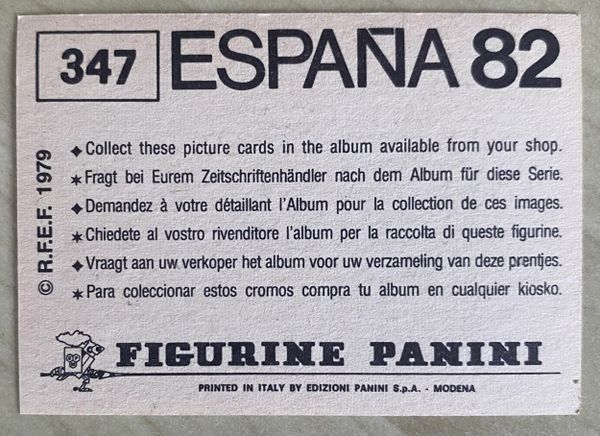 347 ESPAÑA 82
© R.F.E.F. 1979
◆ Collect these picture cards in the album available from your shop.
★ Fragt bei Eurem Zeitschriftenhändler nach dem Album für diese Serie.
◆ Demandez à votre détaillant l'Album pour la collection de ces images.
★ Chiedete al vostro rivenditore l'album per la raccolta di queste figurine.
◆ Vraagt aan uw verkoper het album voor uw verzameling van deze prentjes.
★ Para coleccionar estos cromos compra tu album en cualquier kiosko.
FIGURINE PANINI
PRINTED IN ITALY BY EDIZIONI PANINI S.p.A. - MODENA